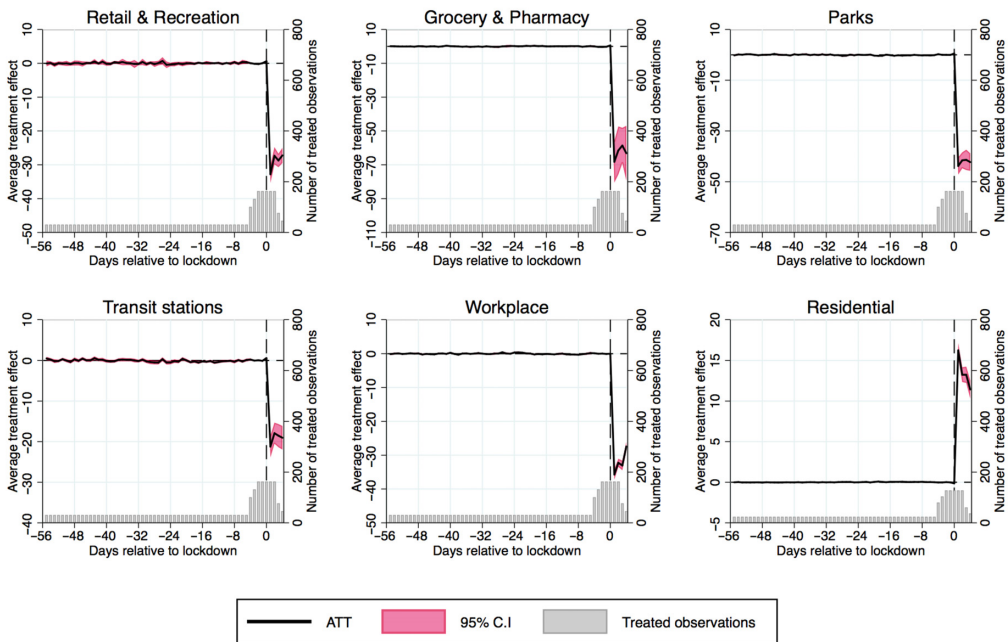 Retail & Recreation
Average treatment effect
10
0
−10
−20
−30
−40
−50
Number of treated observations
800
600
400
200
0
−56 −48 −40 −32 −24 −16 −8 0
Days relative to lockdown
Grocery & Pharmacy
Average treatment effect
10
−10
−30
−50
−70
−90
−110
Number of treated observations
800
600
400
200
0
−56 −48 −40 −32 −24 −16 −8 0
Days relative to lockdown
Parks
Average treatment effect
10
−10
−30
−50
−70
Number of treated observations
800
600
400
200
0
−56 −48 −40 −32 −24 −16 −8 0
Days relative to lockdown
Transit stations
Average treatment effect
10
0
−10
−20
−30
−40
Number of treated observations
800
600
400
200
0
−56 −48 −40 −32 −24 −16 −8 0
Days relative to lockdown
Workplace
Average treatment effect
10
0
−10
−20
−30
−40
−50
Number of treated observations
800
600
400
200
0
−56 −48 −40 −32 −24 −16 −8 0
Days relative to lockdown
Residential
Average treatment effect
20
15
10
5
0
−5
Number of treated observations
800
600
400
200
0
−56 −48 −40 −32 −24 −16 −8 0
Days relative to lockdown
ATT 95% C.I Treated observations